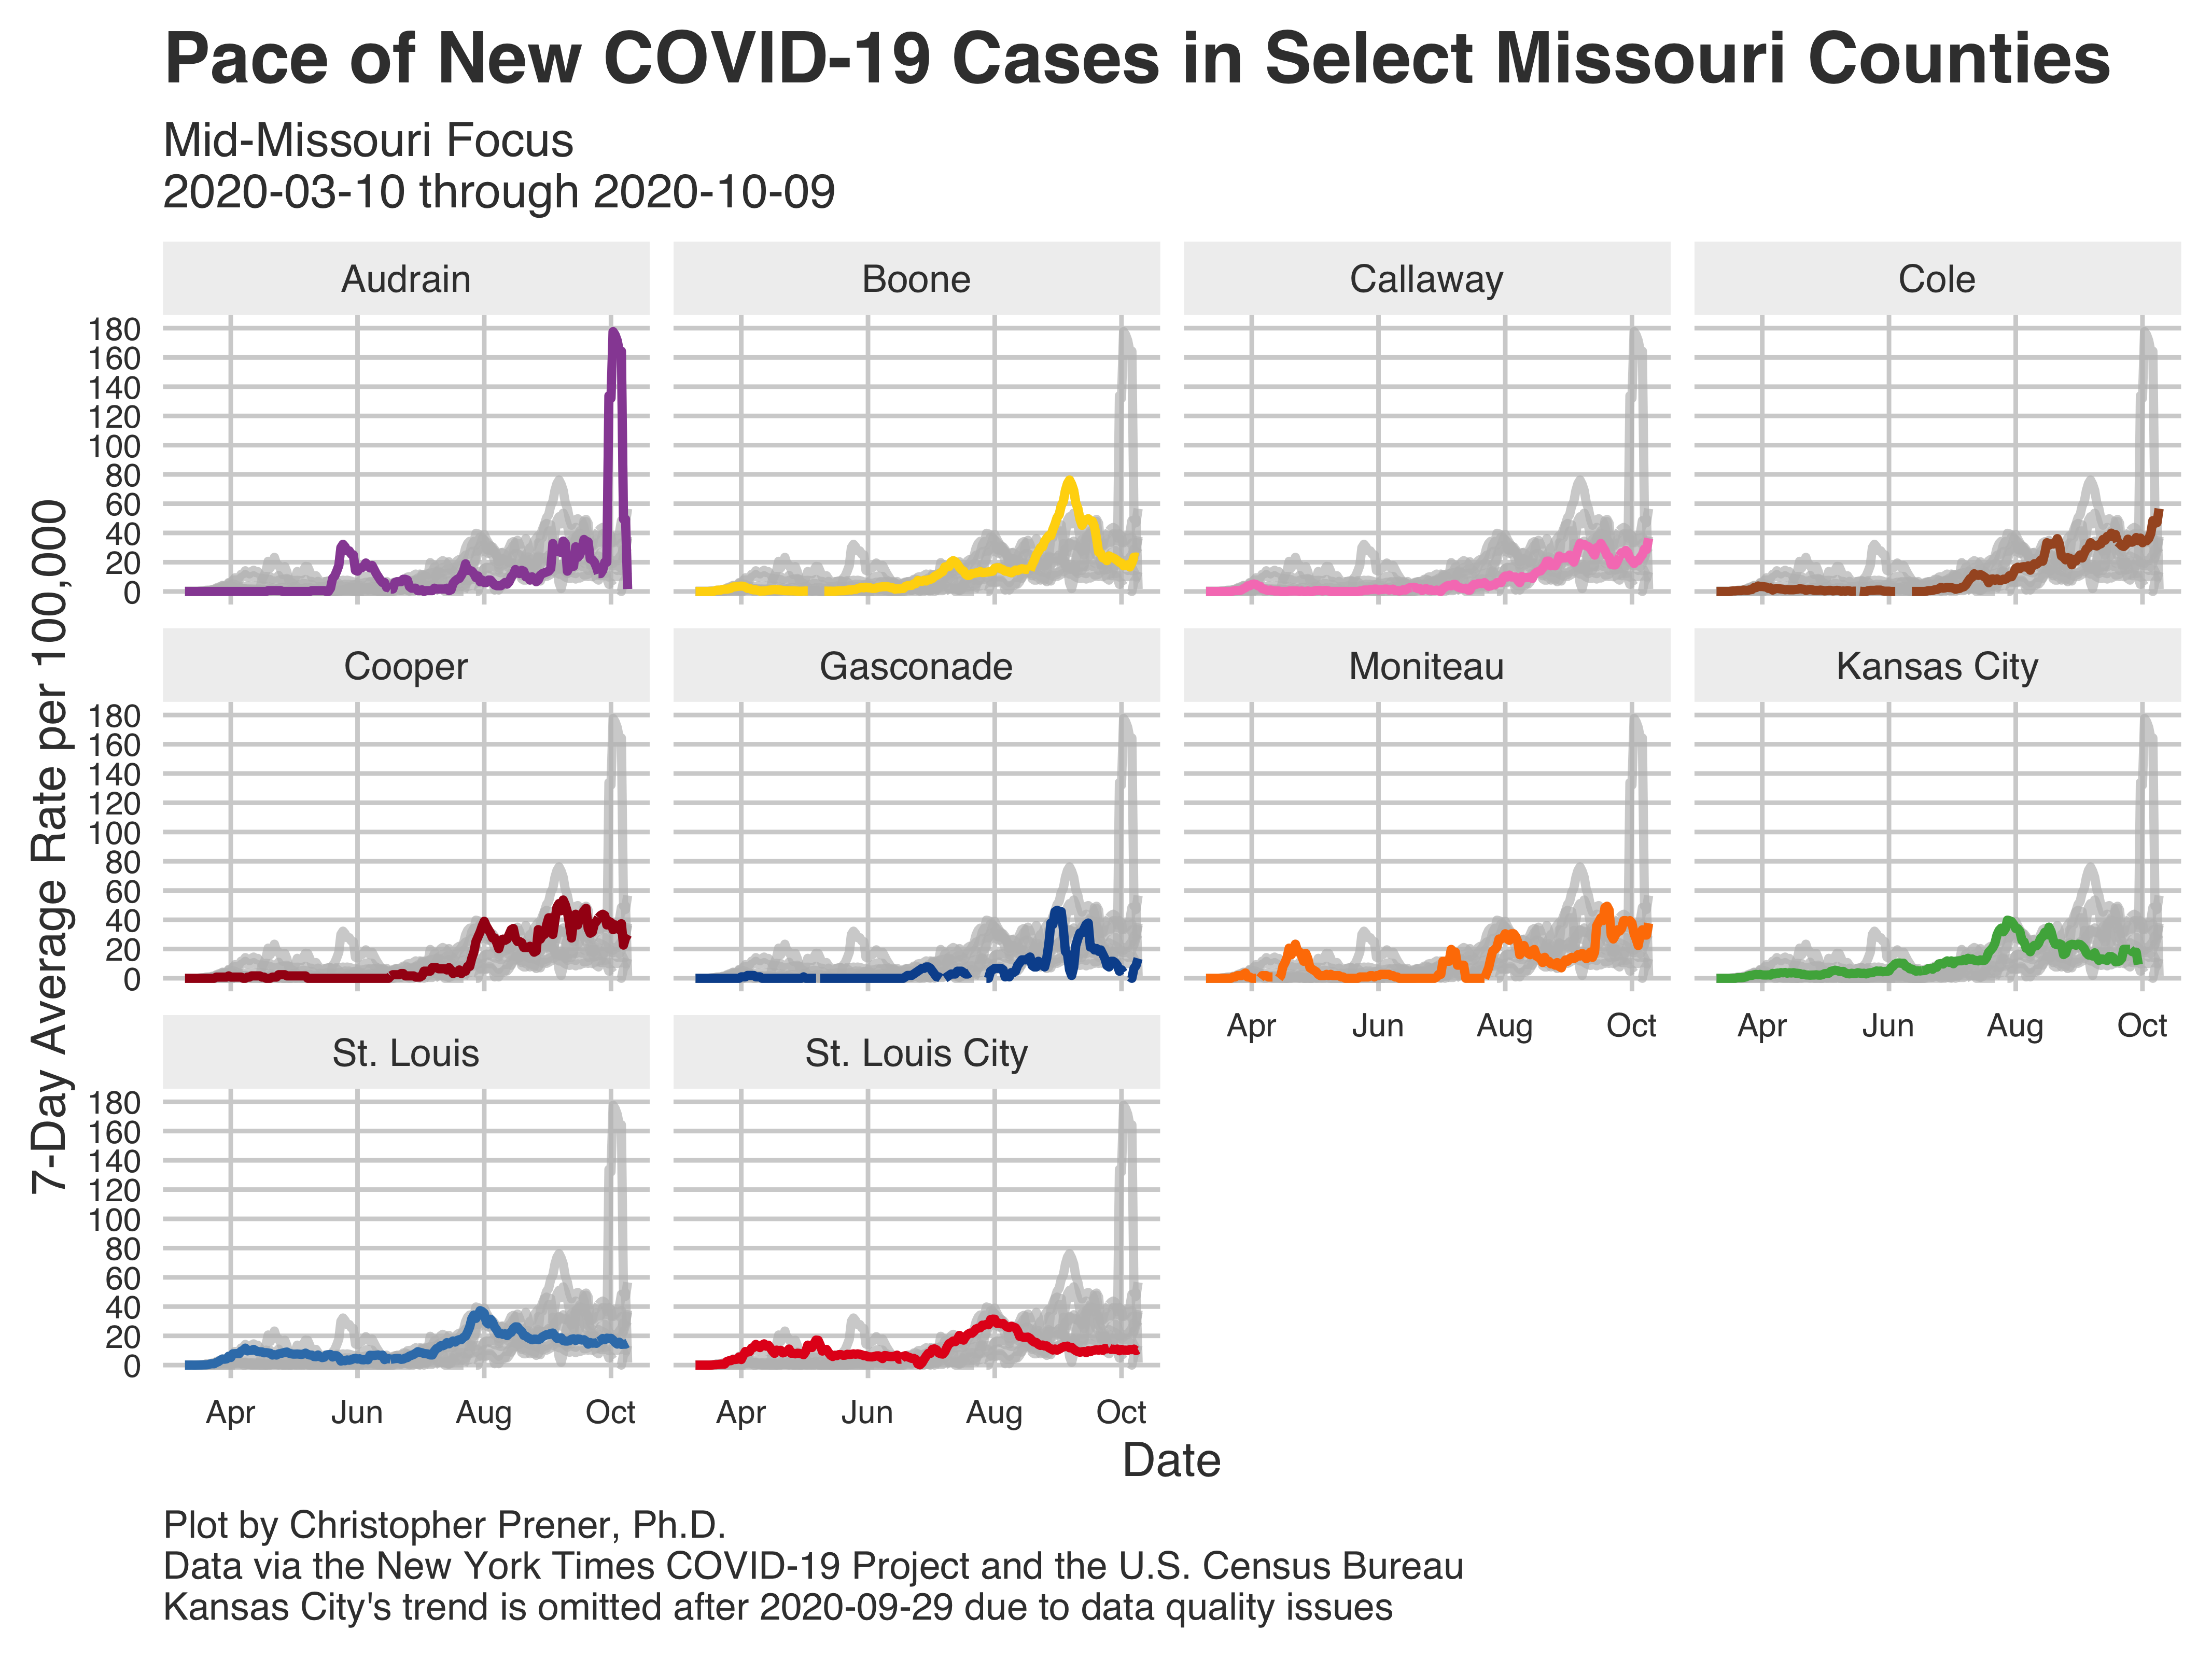 Pace of New COVID-19 Cases in Select Missouri Counties
Mid-Missouri Focus
2020-03-10 through 2020-10-09
7-Day Average Rate per 100,000
Audrain
Boone
Callaway
Cole
180
160
140
120
100
80
60
40
20
0
Cooper
Gasconade
Moniteau
Kansas City
180
160
140
120
100
80
60
40
20
0
Apr Jun Aug Oct
Apr Jun Aug Oct
St. Louis
St. Louis City
180
160
140
120
100
80
60
40
20
0
Apr Jun Aug Oct
Apr Jun Aug Oct
Date
Plot by Christopher Prener, Ph.D.
Data via the New York Times COVID-19 Project and the U.S. Census Bureau
Kansas City's trend is omitted after 2020-09-29 due to data quality issues